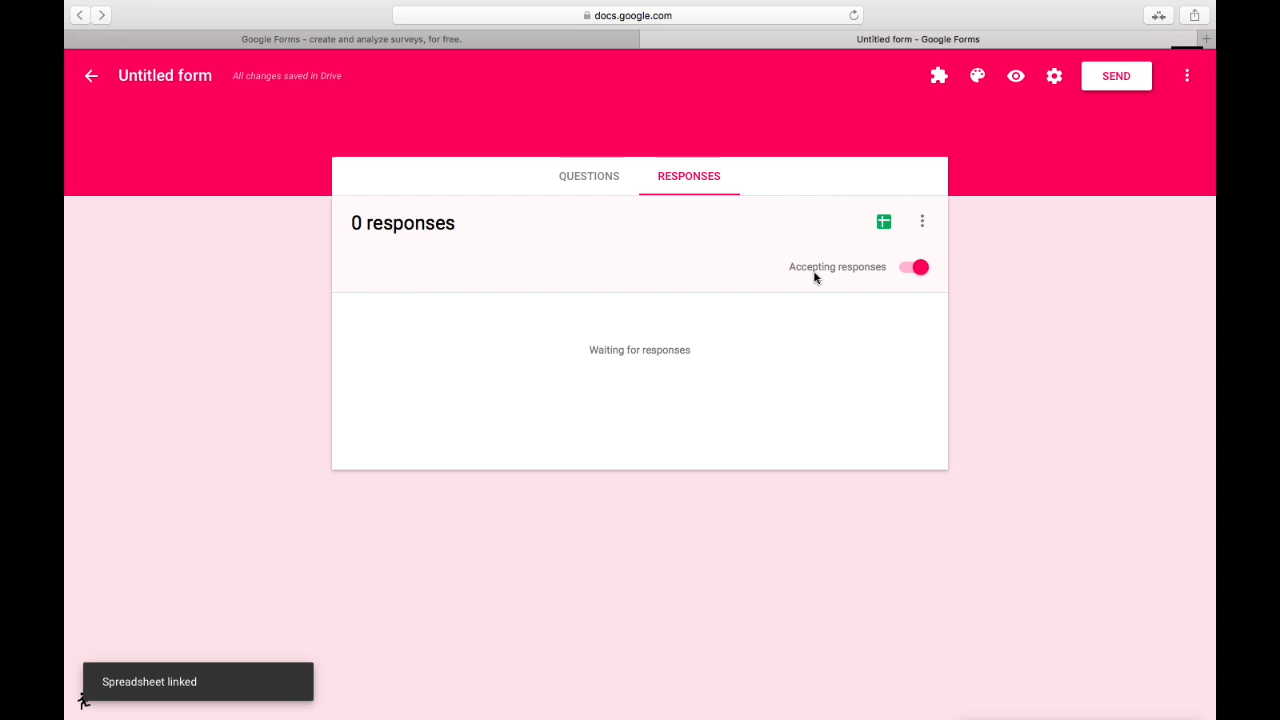 docs.google.com
Google Forms - create and analyze surveys, for free.
Untitled form - Google Forms
Untitled form
All changes saved in Drive
SEND
QUESTIONS
RESPONSES
0 responses
Accepting responses
Waiting for responses
Spreadsheet linked